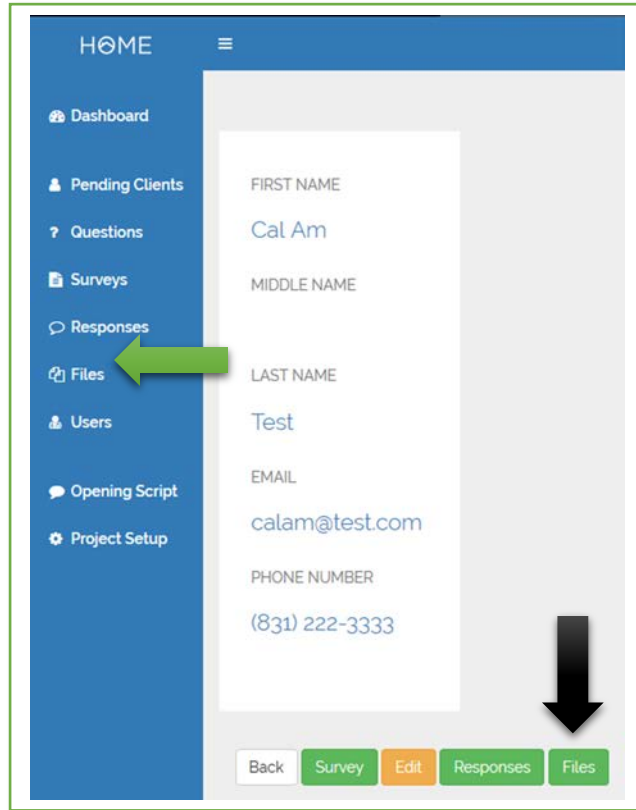 HOME
Dashboard
Pending Clients
? Questions
Surveys
Responses
Files
Users
Opening Script
Project Setup
FIRST NAME
Cal Am
MIDDLE NAME
LAST NAME
Test
EMAIL
calam@test.com
PHONE NUMBER
(831) 222-3333
Back Survey Edit Responses Files